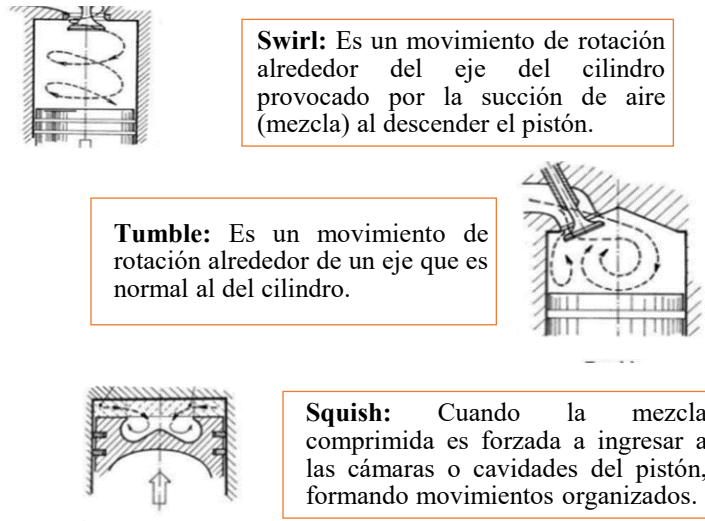 Swirl: Es un movimiento de rotación
alrededor del eje del cilindro
provocado por la succión de aire
(mezcla) al descender el pistón.
Tumble: Es un movimiento de
rotación alrededor de un eje que es
normal al del cilindro.
Squish: Cuando la mezcla
comprimida es forzada a ingresar a
las cámaras o cavidades del pistón,
formando movimientos organizados.